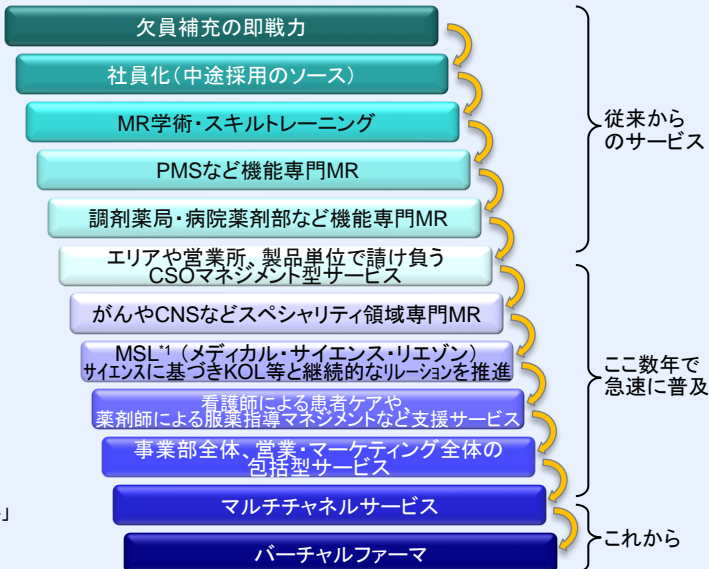 欠員補充の即戦力
社員化（中途採用のソース）
MR学術・スキルトレーニング
PMSなど機能専門MR
調剤薬局・病院薬剤部など機能専門MR
従来から
のサービス
エリアや営業所、製品単位で請け負う
CSOマネジメント型サービス
がんやCNSなどスペシャリティ領域専門MR
MSL*1（メディカル・サイエンス・リエゾン）
サイエンスに基づきKOL等と継続的なリレーションを推進
看護師による患者ケアや、
薬剤師による服薬指導マネジメントなど支援サービス
事業部全体、営業・マーケティング全体の
包括型サービス
ここ数年で
急速に普及
マルチチャネルサービス
バーチャルファーマ
これから
」